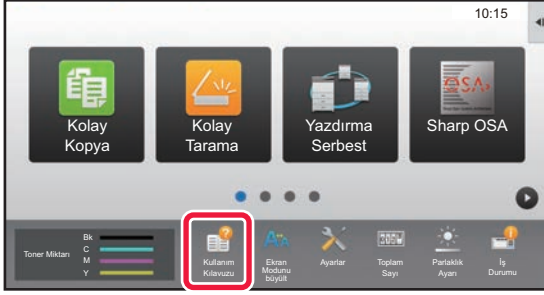 10:15
Kolay
Kopya
Kolay
Tarama
Yazdırma
Serbest
Sharp OSA
Toner Miktarı
Bk
C
M
Y
Kullanım
Kılavuzu
Ekran
Modunu
büyült
Ayarlar
Toplam
Sayı
Parlaklık
Ayarı
İş
Durumu